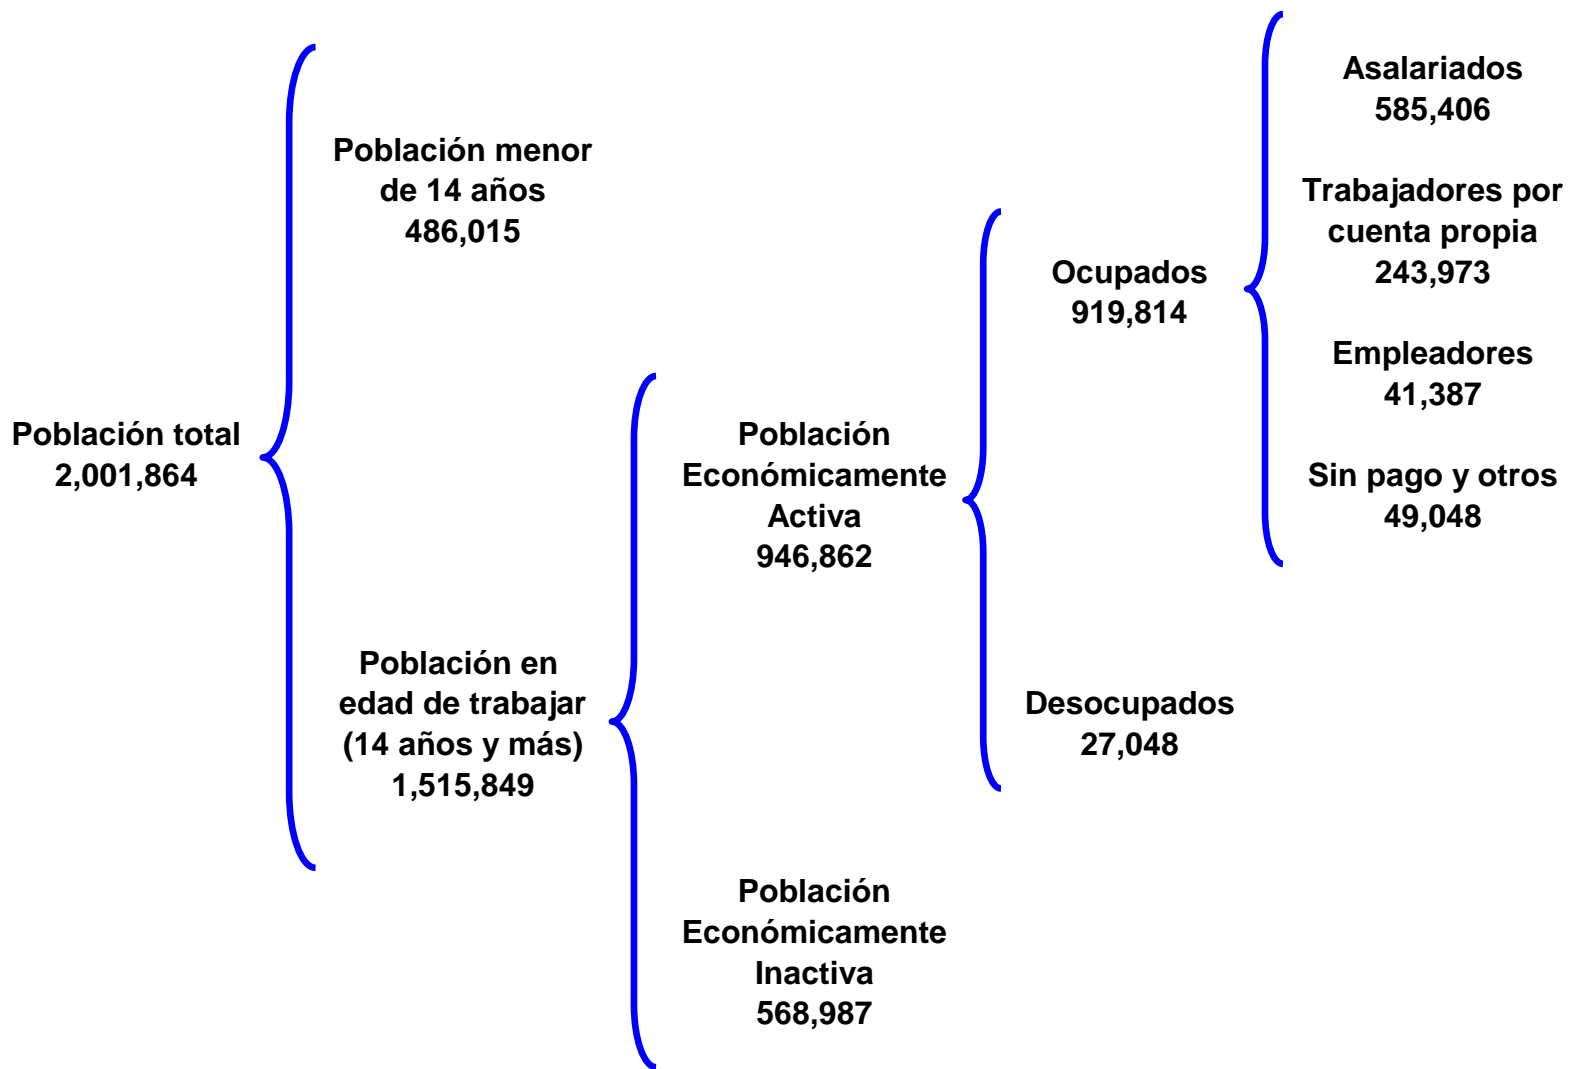 Población total
2,001,864
Población menor
de 14 años
486,015
Población en
edad de trabajar
(14 años y más)
1,515,849
Población
Económicamente
Activa
946,862
Población
Económicamente
Inactiva
568,987
Ocupados
919,814
Desocupados
27,048
Asalariados
585,406
Trabajadores por
cuenta propia
243,973
Empleadores
41,387
Sin pago y otros
49,048